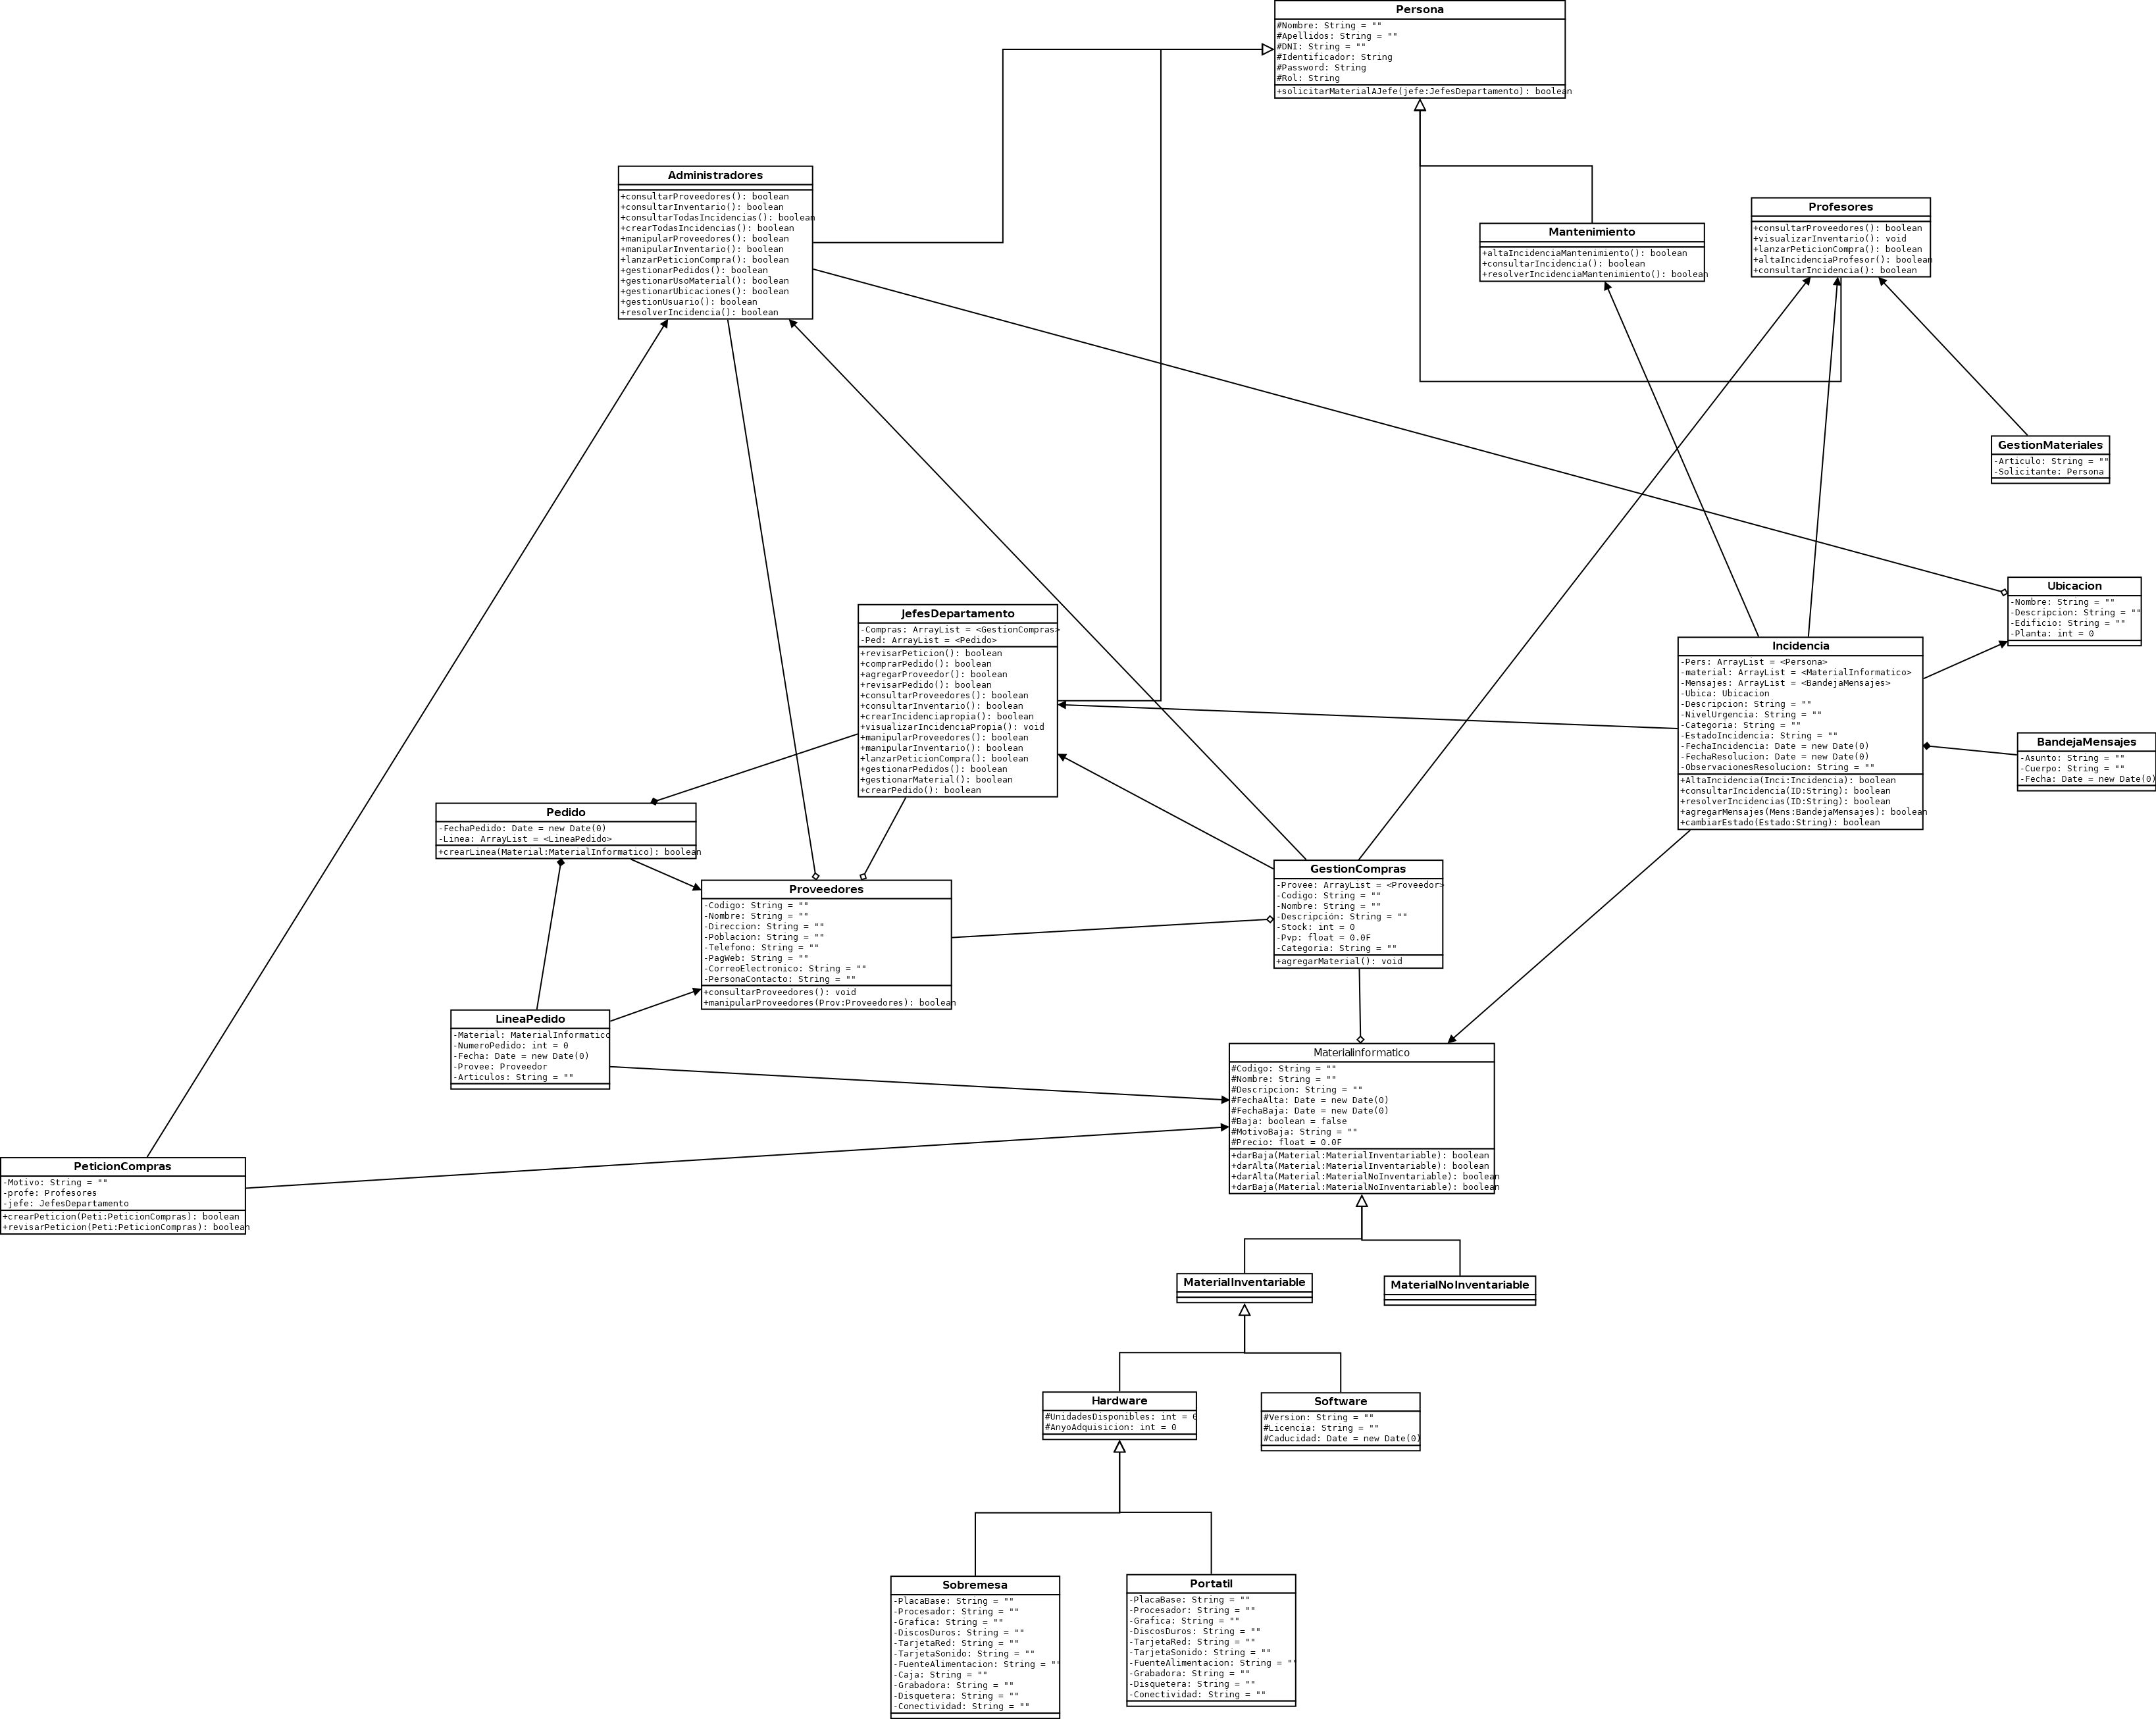 Persona
#Nombre: String = ""
#Apellidos: String = ""
#DNI: String = ""
#Identificador: String
#Password: String
#Rol: String
+solicitarMaterialAJefe(jefe:JefesDepartamento): boolean
Administradores
+consultarProveedores(): boolean
+consultarInventario(): boolean
+consultarTodasIncidencias(): boolean
+crearTodasIncidencias(): boolean
+manipularProveedores(): boolean
+manipularInventario(): boolean
+lanzarPeticionCompra(): boolean
+gestionarPedidos(): boolean
+gestionarUsoMaterial(): boolean
+gestionarUbicaciones(): boolean
+gestionUsuario(): boolean
+resolverIncidencia(): boolean
Mantenimiento
+altaIncidenciaMantenimiento(): boolean
+consultarIncidencia(): boolean
+resolverIncidenciaMantenimiento(): boolean
Profesores
+consultarProveedores(): boolean
+visualizarInventario(): void
+lanzarPeticionCompra(): boolean
+altaIncidenciaProfesor(): boolean
+consultarIncidencia(): boolean
GestionMateriales
-Articulo: String = ""
-Solicitante: Persona
Ubicacion
-Nombre: String = ""
-Descripcion: String = ""
-Edificio: String = ""
-Planta: int = 0
JefesDepartamento
-Compras: ArrayList = <GestionCompras>
-Ped: ArrayList = <Pedido>
+revisarPeticion(): boolean
+comprarPedido(): boolean
+agregarProveedor(): boolean
+revisarPedido(): boolean
+consultarProveedores(): boolean
+consultarInventario(): boolean
+crearIncidenciapropia(): boolean
+visualizarIncidenciaPropia(): void
+manipularProveedores(): boolean
+manipularInventario(): boolean
+lanzarPeticionCompra(): boolean
+gestionarPedidos(): boolean
+gestionarMaterial(): boolean
+crearPedido(): boolean
Incidencia
-Pers: ArrayList = <Persona>
-material: ArrayList = <MaterialInformatico>
-Mensajes: ArrayList = <BandejaMensajes>
-Ubica: Ubicacion
-Descripcion: String = ""
-NivelUrgencia: String = ""
-Categoria: String = ""
-EstadoIncidencia: String = ""
-FechaIncidencia: Date = new Date(0)
-FechaResolucion: Date = new Date(0)
-ObservacionesResolucion: String = ""
+AltaIncidencia(Inci:Incidencia): boolean
+consultarIncidencia(ID:String): boolean
+resolverIncidencias(ID:String): boolean
+agregarMensajes(Mens:BandejaMensajes): boolean
+cambiarEstado(Estado:String): boolean
BandejaMensajes
-Asunto: String = ""
-Cuerpo: String = ""
-Fecha: Date = new Date(0)
Pedido
-FechaPedido: Date = new Date(0)
-Linea: ArrayList = <LineaPedido>
+crearLinea(Material:MaterialInformatico): boolean
Proveedores
-Codigo: String = ""
-Nombre: String = ""
-Direccion: String = ""
-Poblacion: String = ""
-Telefono: String = ""
-PagWeb: String = ""
-CorreoElectronico: String = ""
-PersonaContacto: String = ""
+consultarProveedores(): void
+manipularProveedores(Prov:Proveedores): boolean
GestionCompras
-Provee: ArrayList = <Proveedor>
-Codigo: String = ""
-Nombre: String = ""
-Descripción: String = ""
-Stock: int = 0
-Pvp: float = 0.0F
-Categoria: String = ""
+agregarMaterial(): void
LineaPedido
-Material: MaterialInformatico
-NumeroPedido: int = 0
-Fecha: Date = new Date(0)
-Provee: Proveedor
-Articulos: String = ""
MaterialInformatico
#Codigo: String = ""
#Nombre: String = ""
#Descripcion: String = ""
#FechaAlta: Date = new Date(0)
#FechaBaja: Date = new Date(0)
#Baja: boolean = false
#MotivoBaja: String = ""
#Precio: float = 0.0F
+darBaja(Material:MaterialInventariable): boolean
+darAlta(Material:MaterialInventariable): boolean
+darAlta(Material:MaterialNoInventariable): boolean
+darBaja(Material:MaterialNoInventariable): boolean
PeticionCompras
-Motivo: String = ""
-profe: Profesores
-jefe: JefesDepartamento
+crearPeticion(Peti:PeticionCompras): boolean
+revisarPeticion(Peti:PeticionCompras): boolean
MaterialInventariable
MaterialNoInventariable
Hardware
#UnidadesDisponibles: int = 0
#AnyoAdquisicion: int = 0
Software
#Version: String = ""
#Licencia: String = ""
#Caducidad: Date = new Date(0)
Sobremesa
-PlacaBase: String = ""
-Procesador: String = ""
-Grafica: String = ""
-DiscosDuros: String = ""
-TarjetaRed: String = ""
-TarjetaSonido: String = ""
-FuenteAlimentacion: String = ""
-Caja: String = ""
-Grabadora: String = ""
-Disquetera: String = ""
-Conectividad: String = ""
Portatil
-PlacaBase: String = ""
-Procesador: String = ""
-Grafica: String = ""
-DiscosDuros: String = ""
-TarjetaRed: String = ""
-TarjetaSonido: String = ""
-FuenteAlimentacion: String = ""
-Grabadora: String = ""
-Disquetera: String = ""
-Conectividad: String = ""